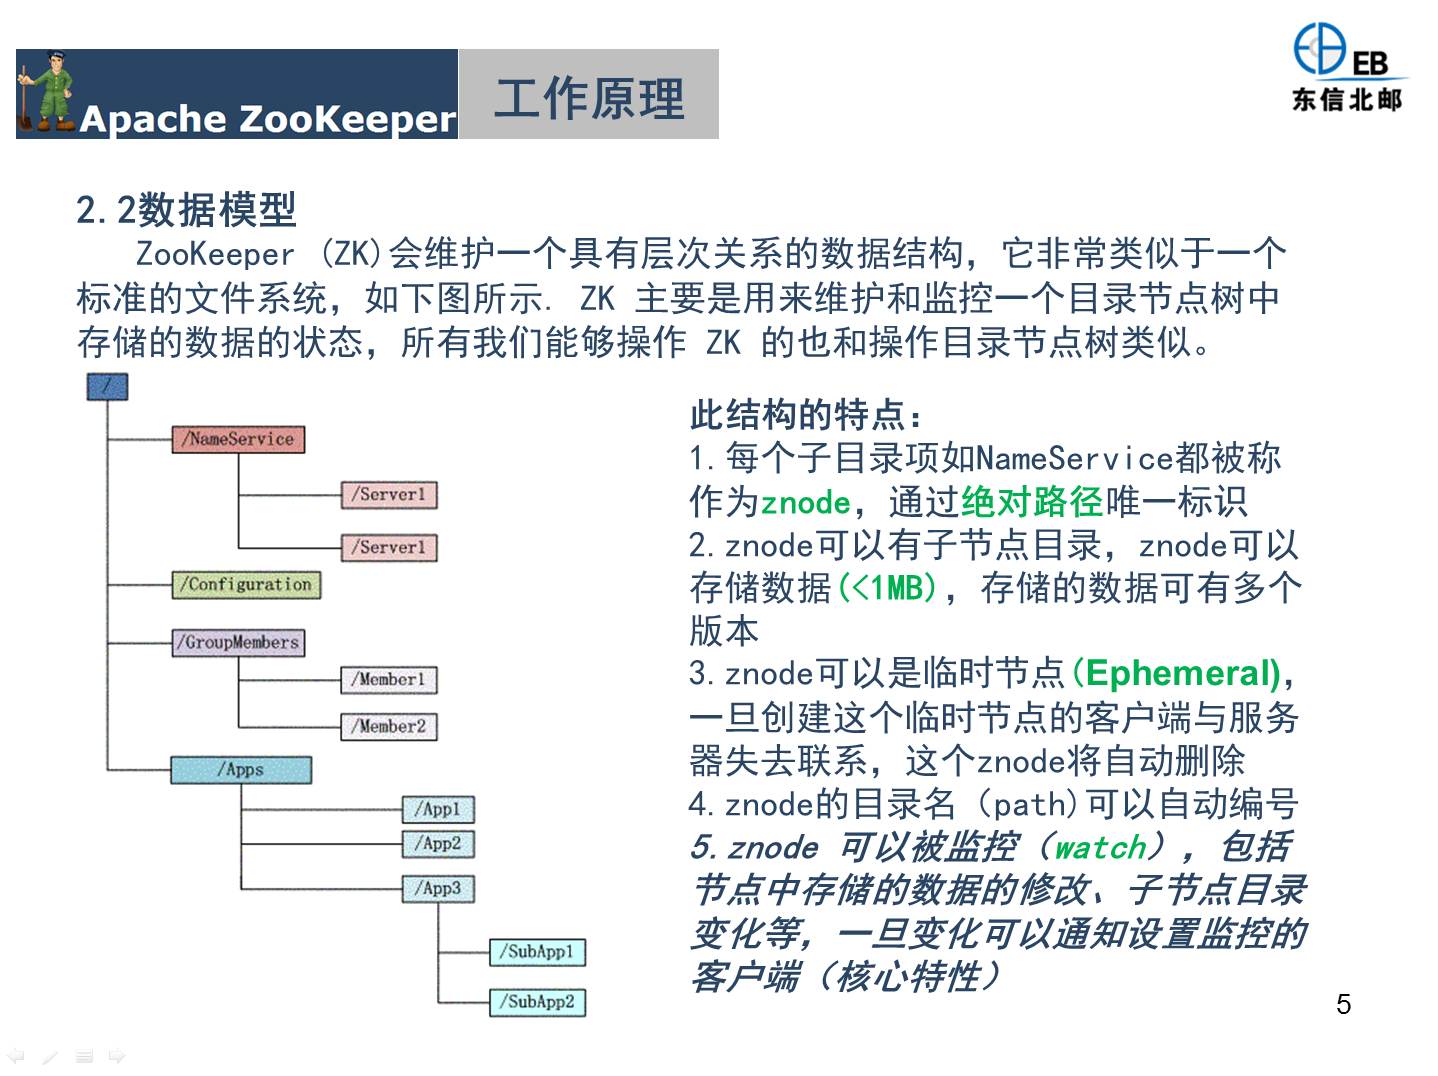 Apache ZooKeeper
工作原理
EB
东信北邮
2.2数据模型
ZooKeeper (ZK)会维护一个具有层次关系的数据结构，它非常类似于一个
标准的文件系统，如下图所示. ZK 主要是用来维护和监控一个目录节点树中
存储的数据的状态，所有我们能够操作 ZK 的也和操作目录节点树类似。
/
/NameService
/Server1
/Server1
/Configuration
/GroupMembers
/Member1
/Member2
/Apps
/App1
/App2
/App3
/SubApp1
/SubApp2
此结构的特点：
1.每个子目录项如NameService都被称
作为znode，通过绝对路径唯一标识
2.znode可以有子节点目录，znode可以
存储数据(<1MB)，存储的数据可有多个
版本
3.znode可以是临时节点(Ephemeral)，
一旦创建这个临时节点的客户端与服务
器失去联系，这个znode将自动删除
4.znode的目录名（path)可以自动编号
5.znode 可以被监控（watch），包括
节点中存储的数据的修改、子节点目录
变化等，一旦变化可以通知设置监控的
客户端（核心特性）
5